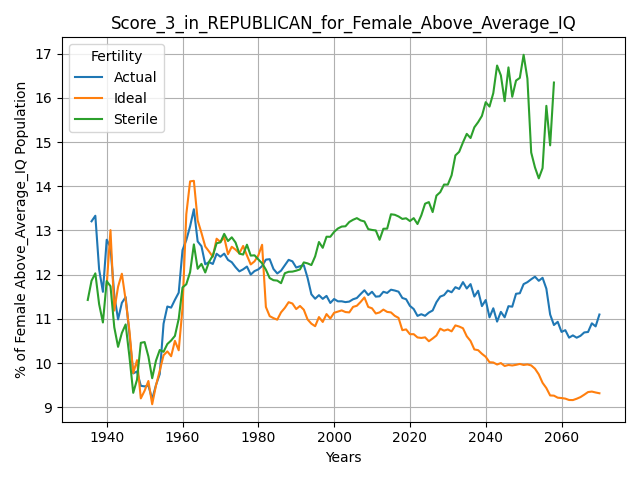 Score_3_in_REPUBLICAN_for_Female_Above_Average_IQ
% of Female Above_Average_IQ Population
17
16
15
14
13
12
11
10
9
Fertility
Actual
Ideal
Sterile
1940
1960
1980
2000
2020
2040
2060
Years